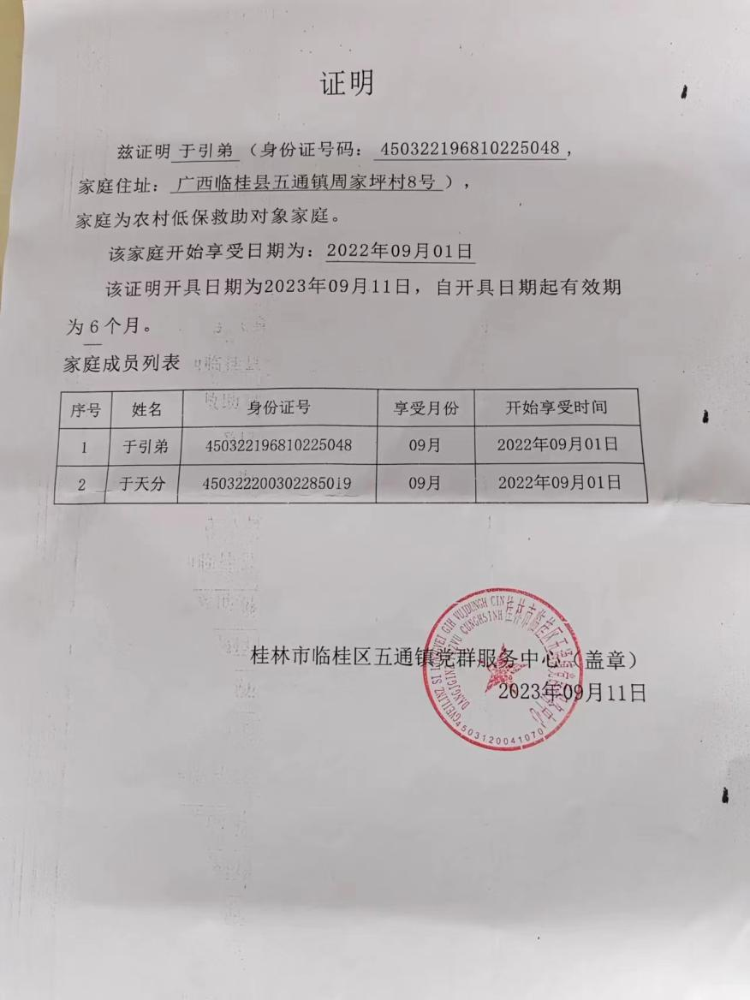 证明
兹证明 于引弟 （身份证号码： 450322196810225048，
家庭住址： 广西临桂县五通镇周家坪村8号 ），
家庭为农村低保救助对象家庭。
该家庭开始享受日期为：2022年09月01日
该证明开具日期为2023年09月11日，自开具日期起有效期
为 6 个月。
家庭成员列表
序号 姓名 身份证号 享受月份 开始享受时间
1 于引弟 450322196810225048 09月 2022年09月01日
2 于天分 450322200302285019 09月 2022年09月01日
桂林市临桂区五通镇党群服务中心（盖章）
2023年09月11日
桂林市临桂区五通镇党群服务中心
4503120041070